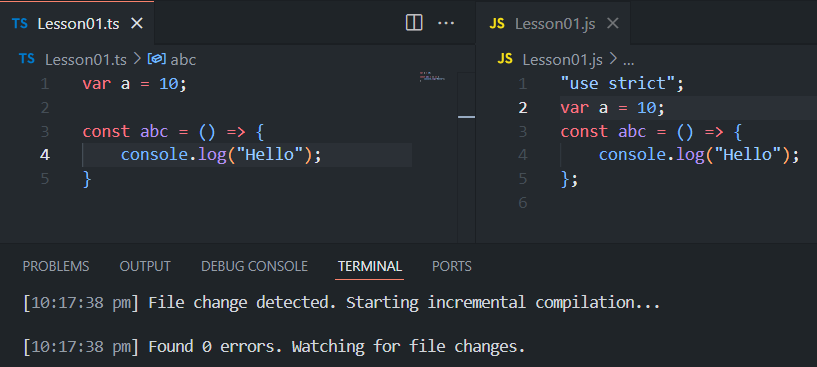 TS Lesson01.ts
TS Lesson01.ts > abc
1 var a = 10;
2
3 const abc = () => {
4 console.log("Hello");
5 }
JS Lesson01.js
JS Lesson01.js > ...
1 "use strict";
2 var a = 10;
3 const abc = () => {
4 console.log("Hello");
5 };
6
PROBLEMS OUTPUT DEBUG CONSOLE TERMINAL PORTS
[10:17:38 pm] File change detected. Starting incremental compilation...
[10:17:38 pm] Found 0 errors. Watching for file changes.